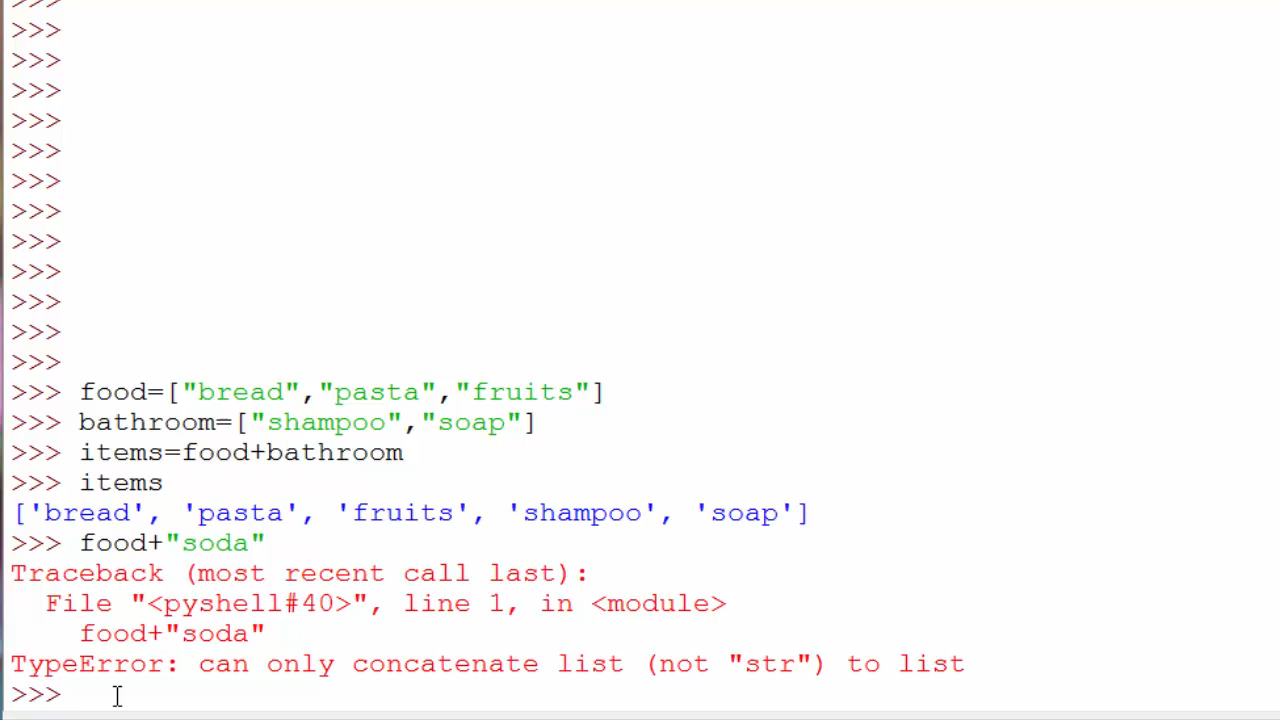 >>>
>>>
>>>
>>>
>>>
>>>
>>>
>>>
>>>
>>>
>>>
>>>
>>>
>>> food=["bread","pasta","fruits"]
>>> bathroom=["shampoo","soap"]
>>> items=food+bathroom
>>> items
['bread', 'pasta', 'fruits', 'shampoo', 'soap']
>>> food+"soda"
Traceback (most recent call last):
  File "<pyshell#40>", line 1, in <module>
    food+"soda"
TypeError: can only concatenate list (not "str") to list
>>>